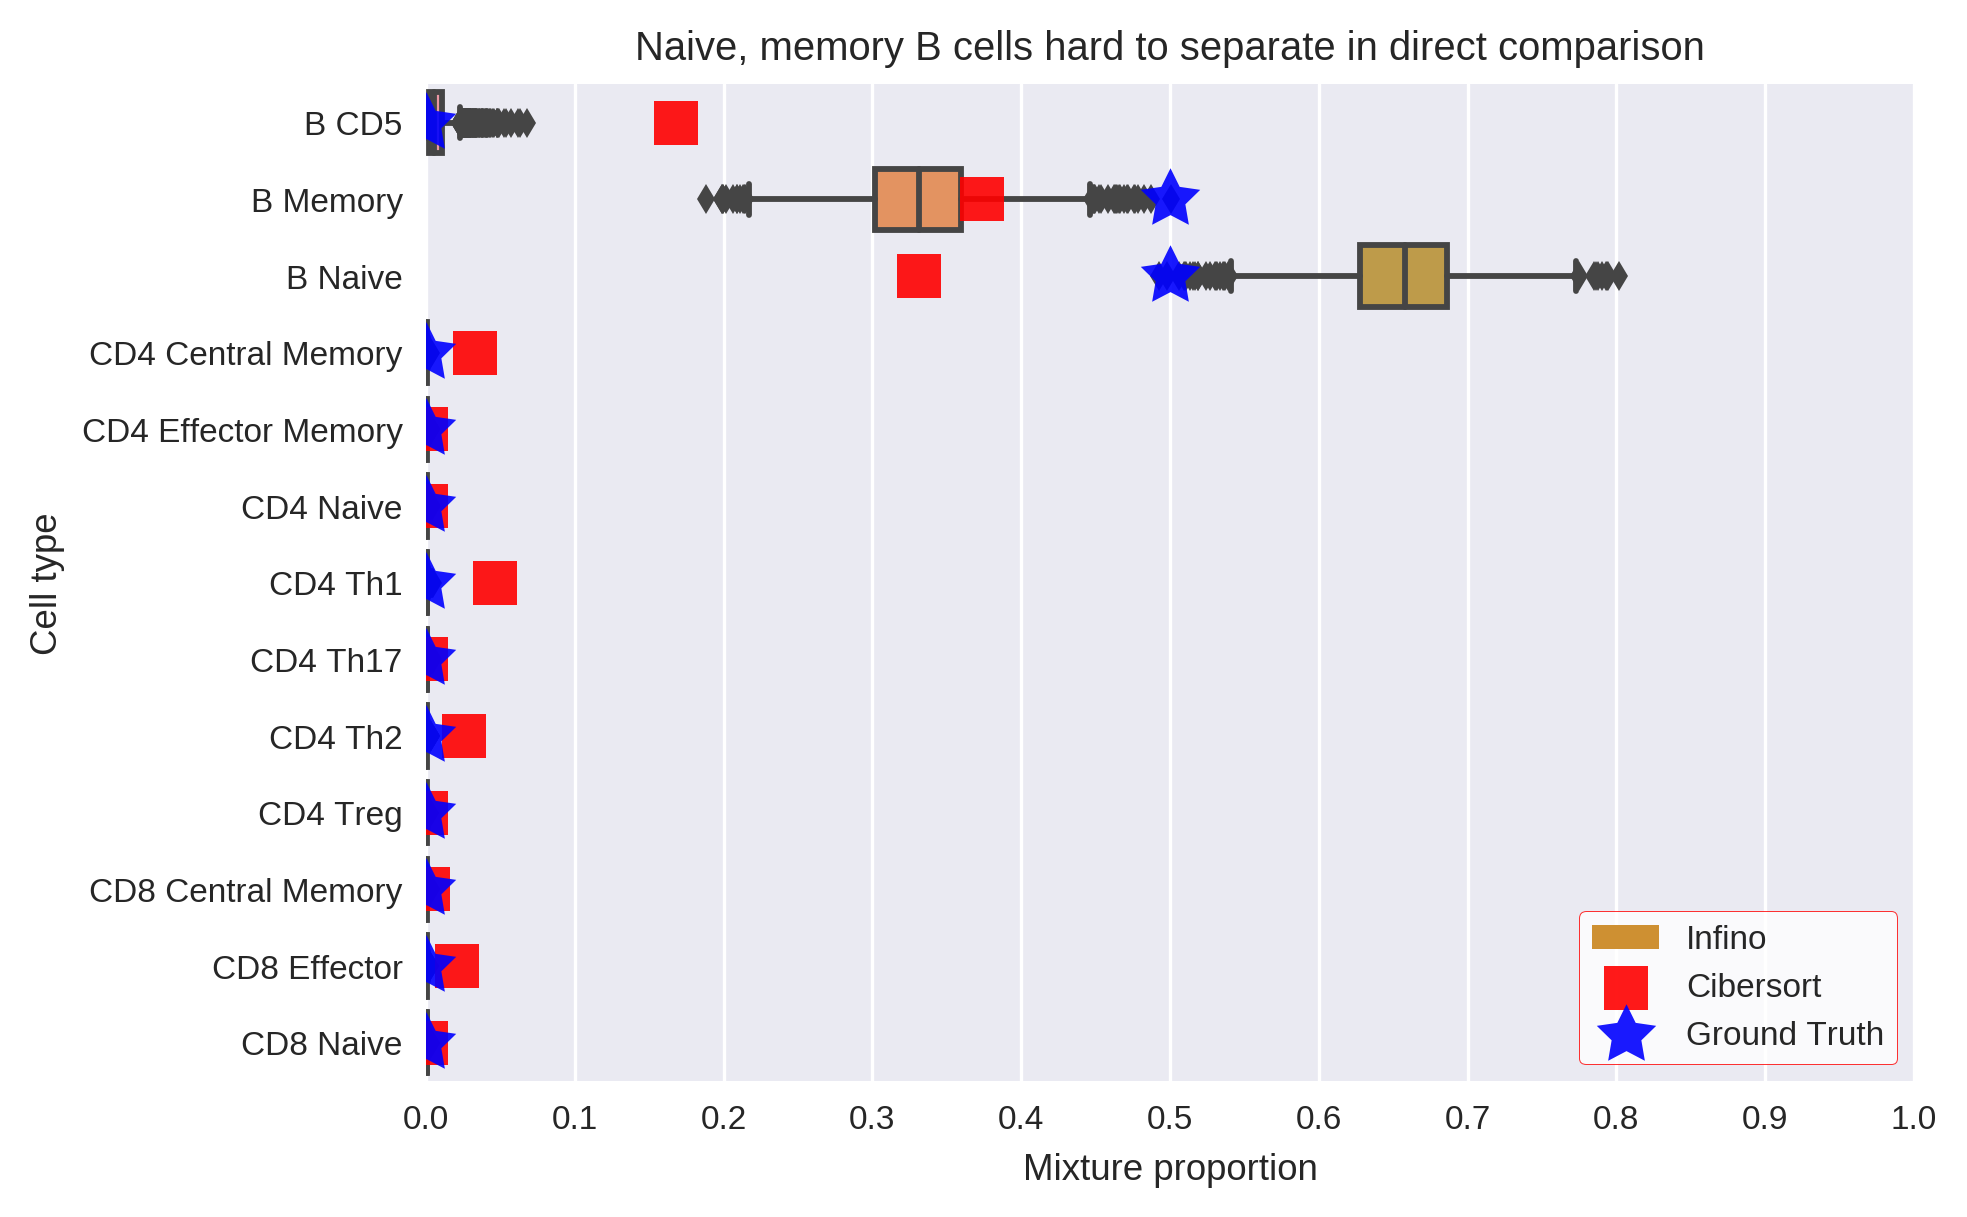 Naive, memory B cells hard to separate in direct comparison
B CD5
B Memory
B Naive
CD4 Central Memory
CD4 Effector Memory
CD4 Naive
CD4 Th1
CD4 Th17
CD4 Th2
CD4 Treg
CD8 Central Memory
CD8 Effector
CD8 Naive
Cell type
Infino
Cibersort
Ground Truth
0.0 0.1 0.2 0.3 0.4 0.5 0.6 0.7 0.8 0.9 1.0
Mixture proportion